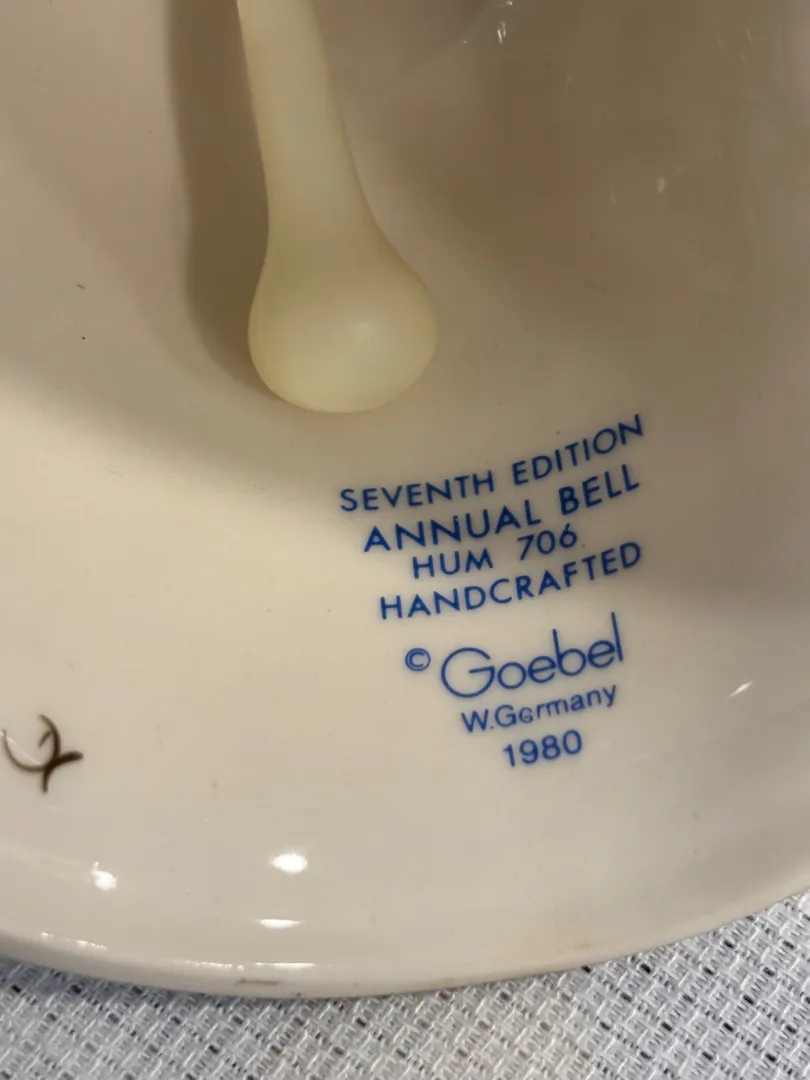 SEVENTH EDITION
ANNUAL BELL
HUM 706
HANDCRAFTED
© Goebel
W.Germany
1980